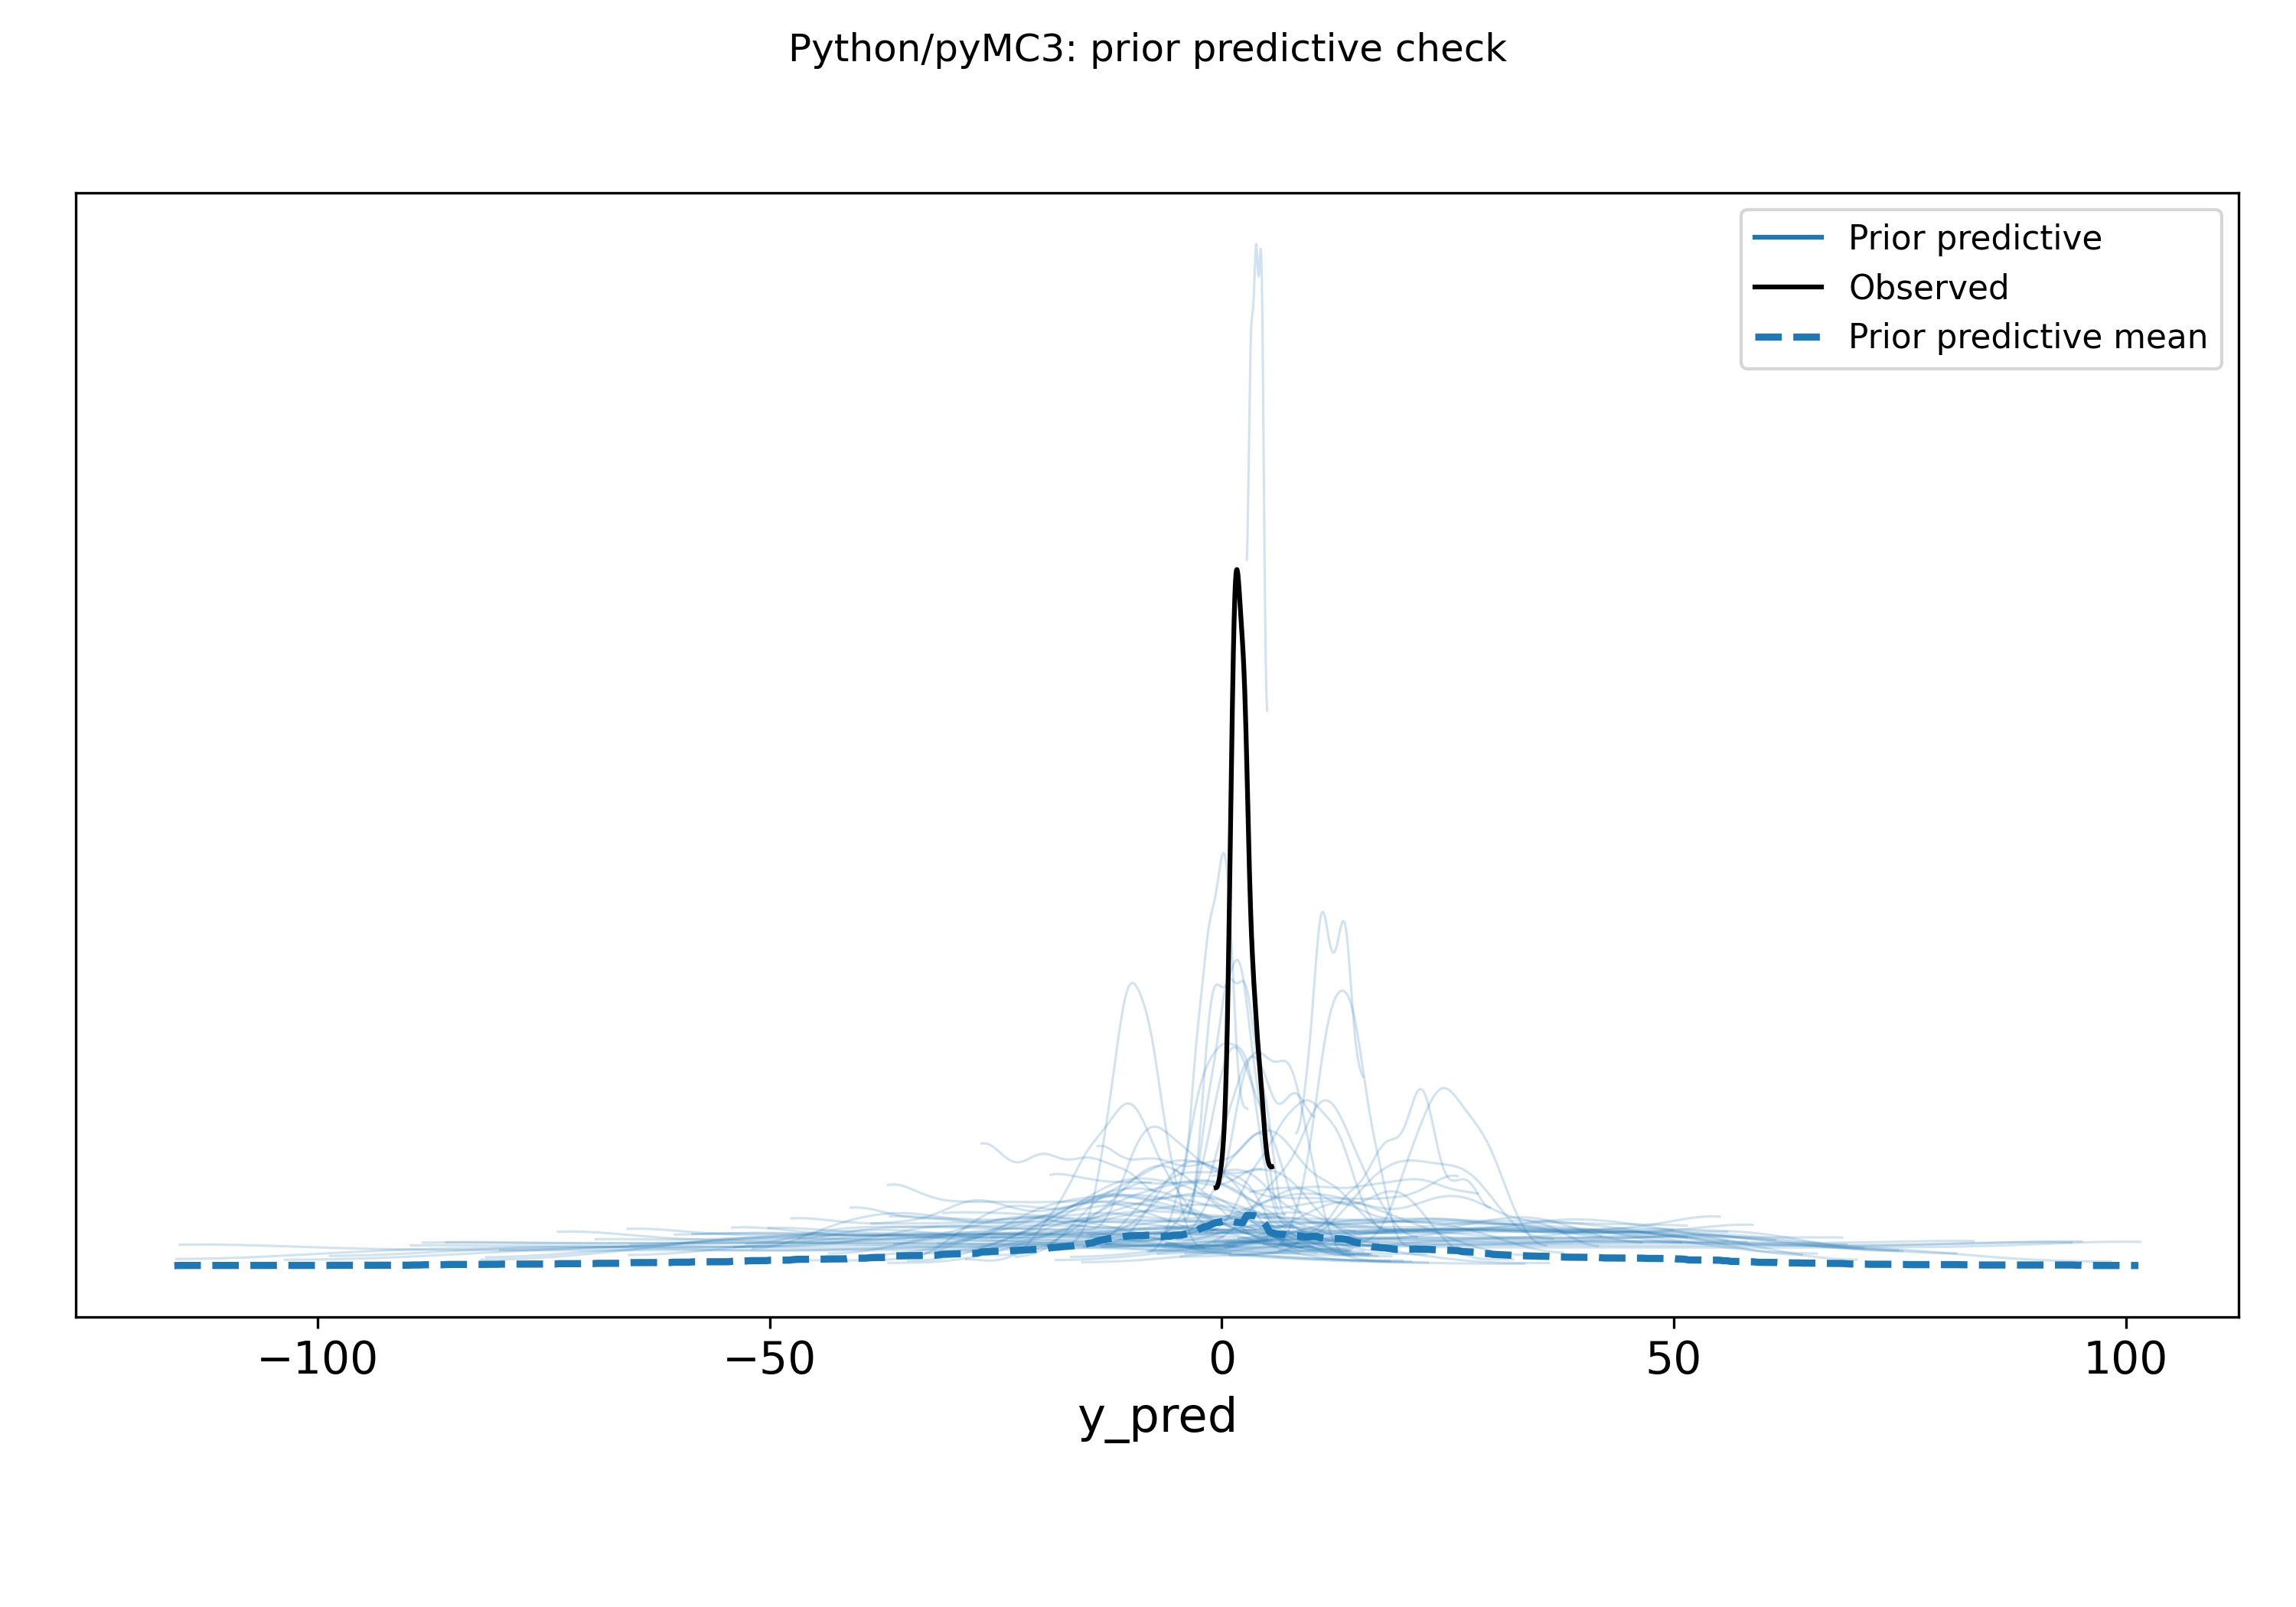 Python/pyMC3: prior predictive check
Prior predictive
Observed
Prior predictive mean
−100
−50
0
50
100
y_pred